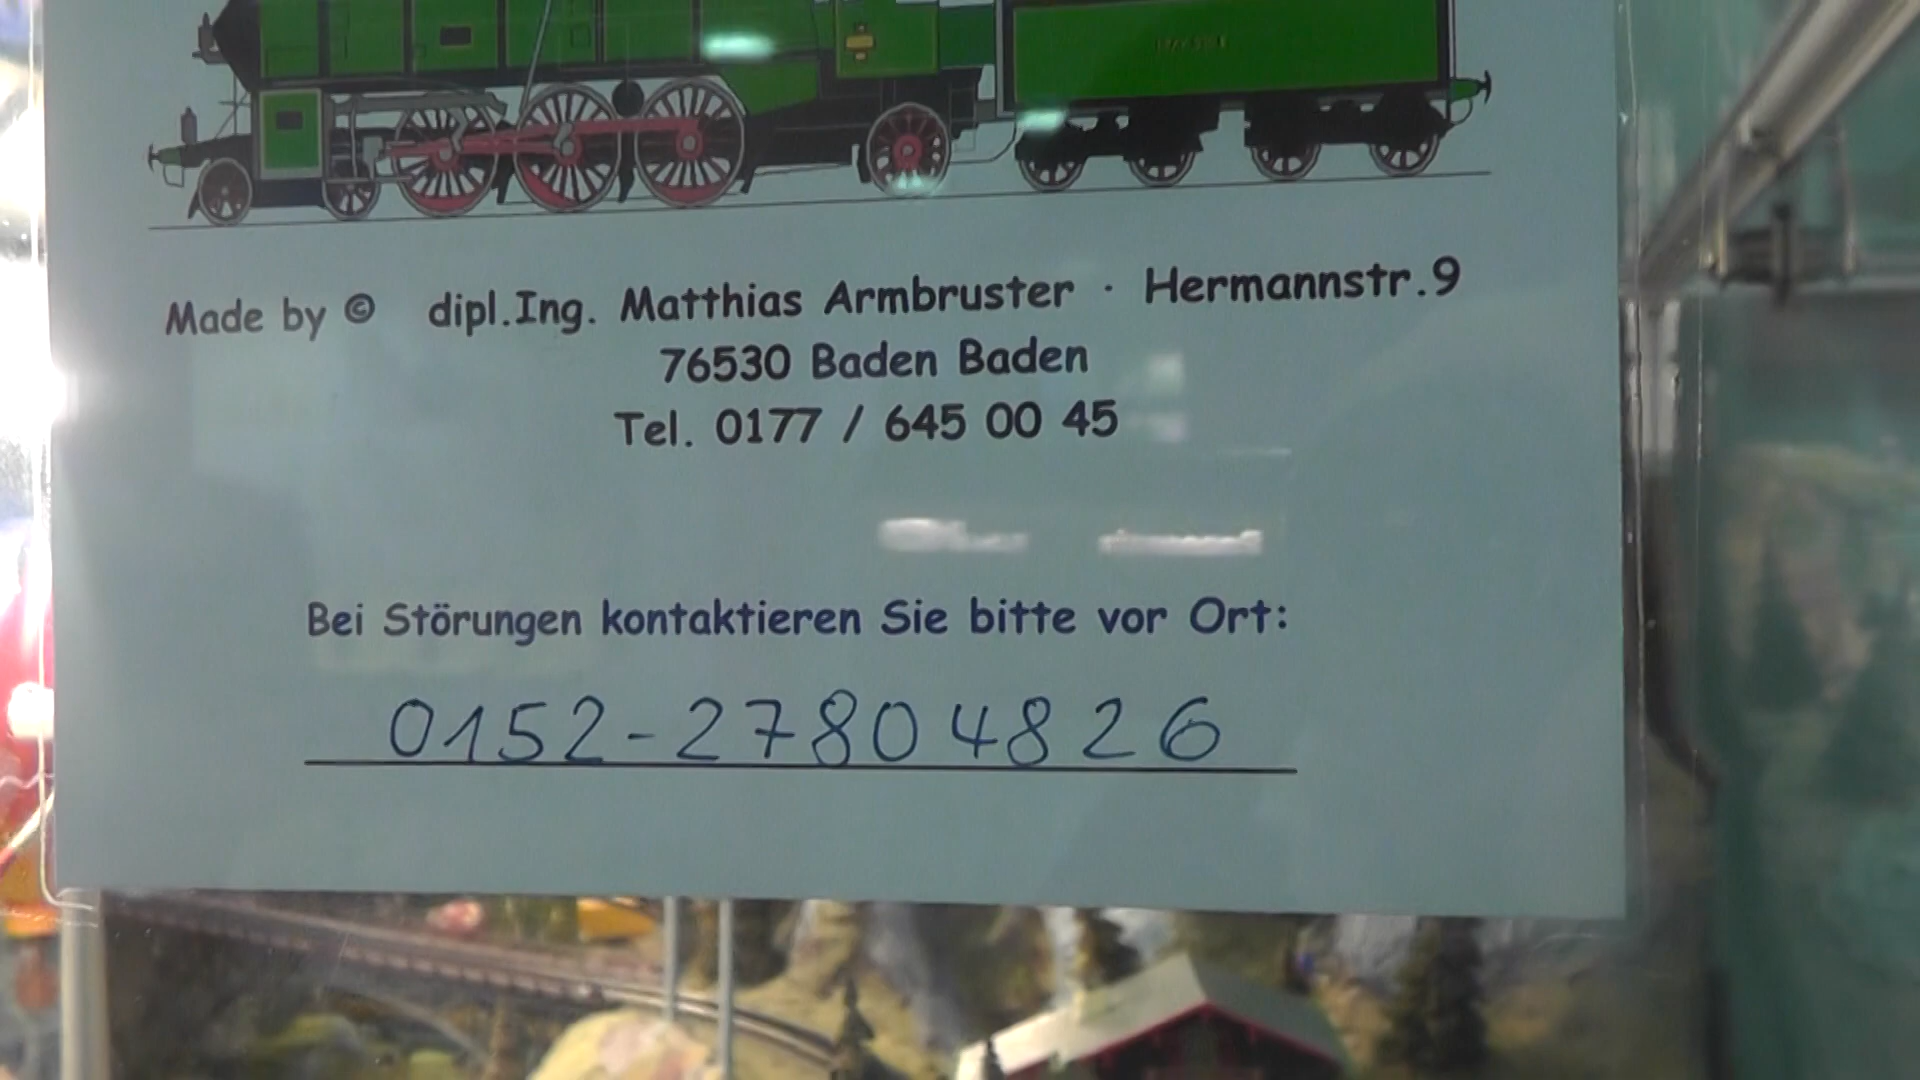 Made by © dipl.Ing. Matthias Armbruster · Hermannstr.9
76530 Baden Baden
Tel. 0177 / 645 00 45
Bei Störungen kontaktieren Sie bitte vor Ort:
0152-27804826